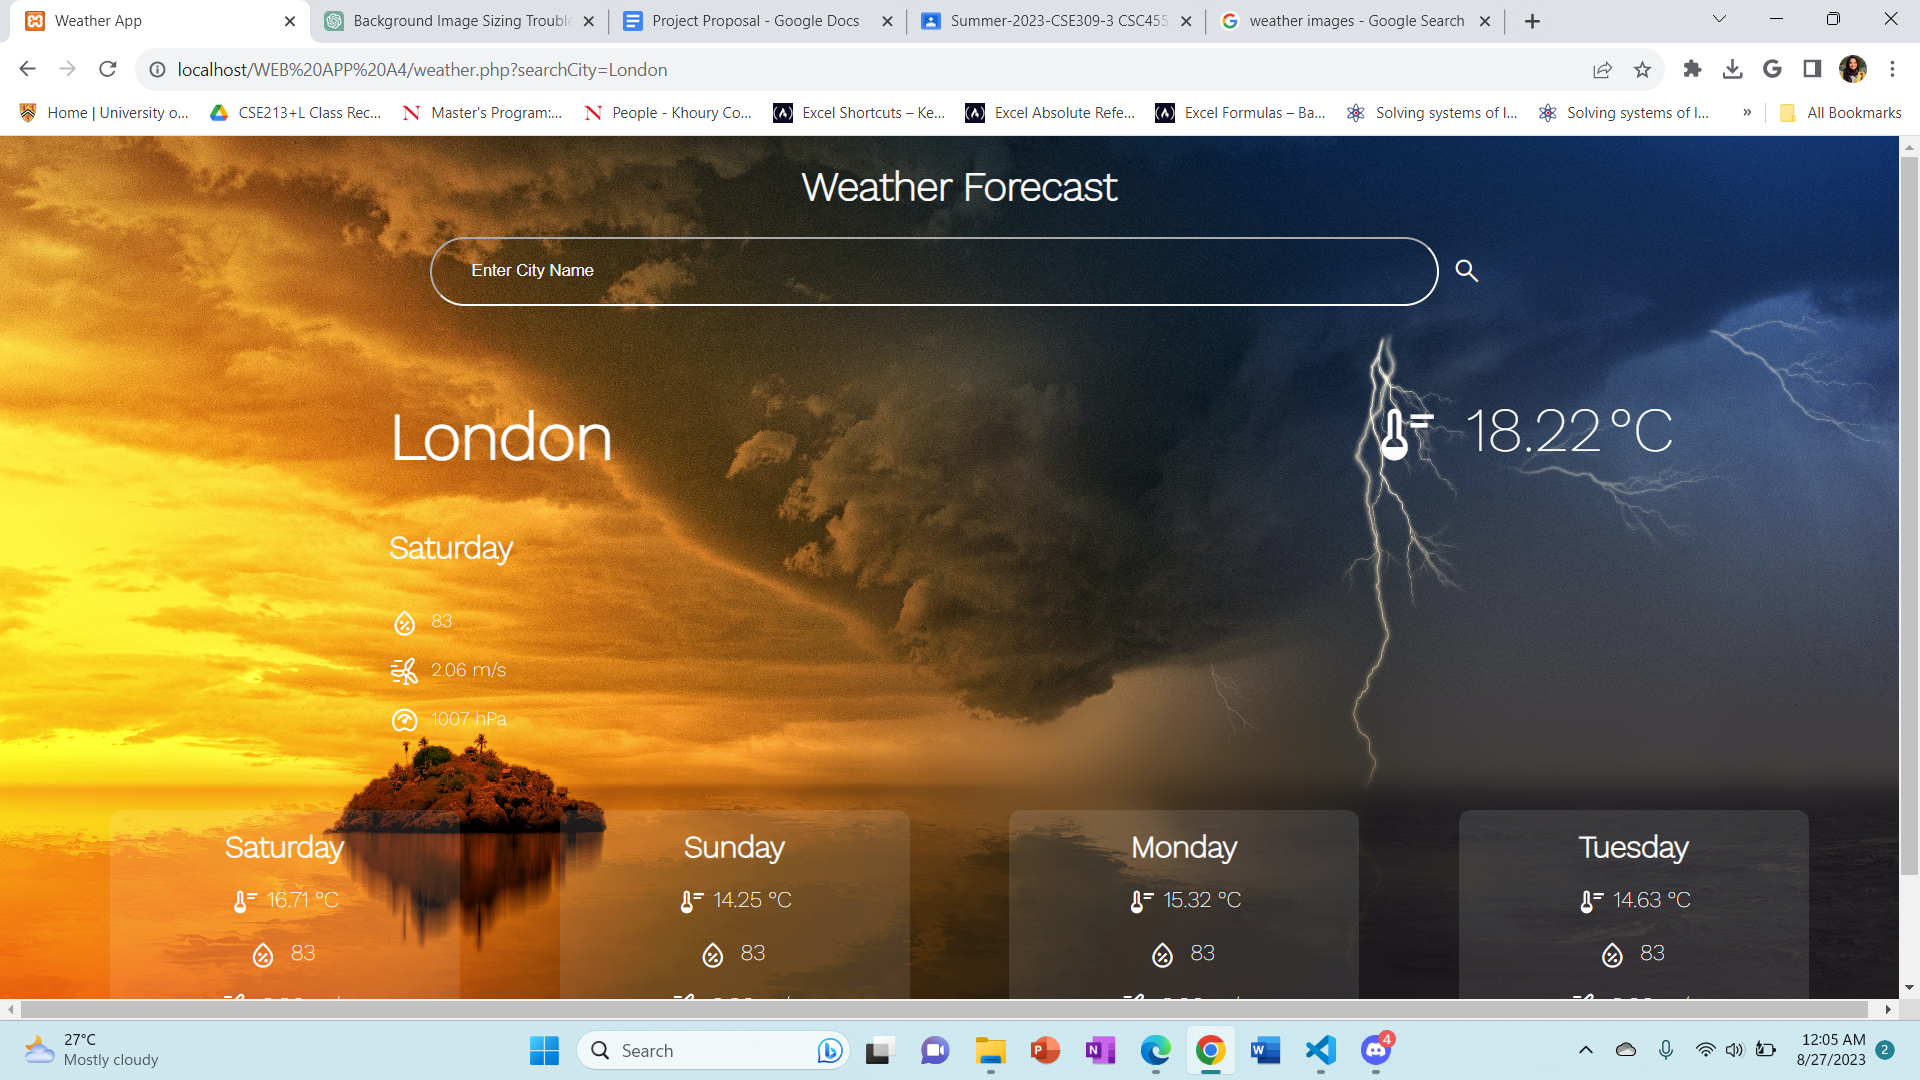 Weather App
Background Image Sizing Trouble
Project Proposal - Google Docs
Summer-2023-CSE309-3 CSC455
weather images - Google Search
localhost/WEB%20APP%20A4/weather.php?searchCity=London
Home | University o...
CSE213+L Class Rec...
Master's Program:...
People - Khoury Co...
Excel Shortcuts – Ke...
Excel Absolute Refe...
Excel Formulas – Ba...
Solving systems of l...
Solving systems of l...
»
All Bookmarks
Weather Forecast
Enter City Name
London
18.22 °C
Saturday
83
2.06 m/s
1007 hPa
Saturday
16.71 °C
83
Sunday
14.25 °C
83
Monday
15.32 °C
83
Tuesday
14.63 °C
83
27°C
Mostly cloudy
Search
4
12:05 AM
8/27/2023
2